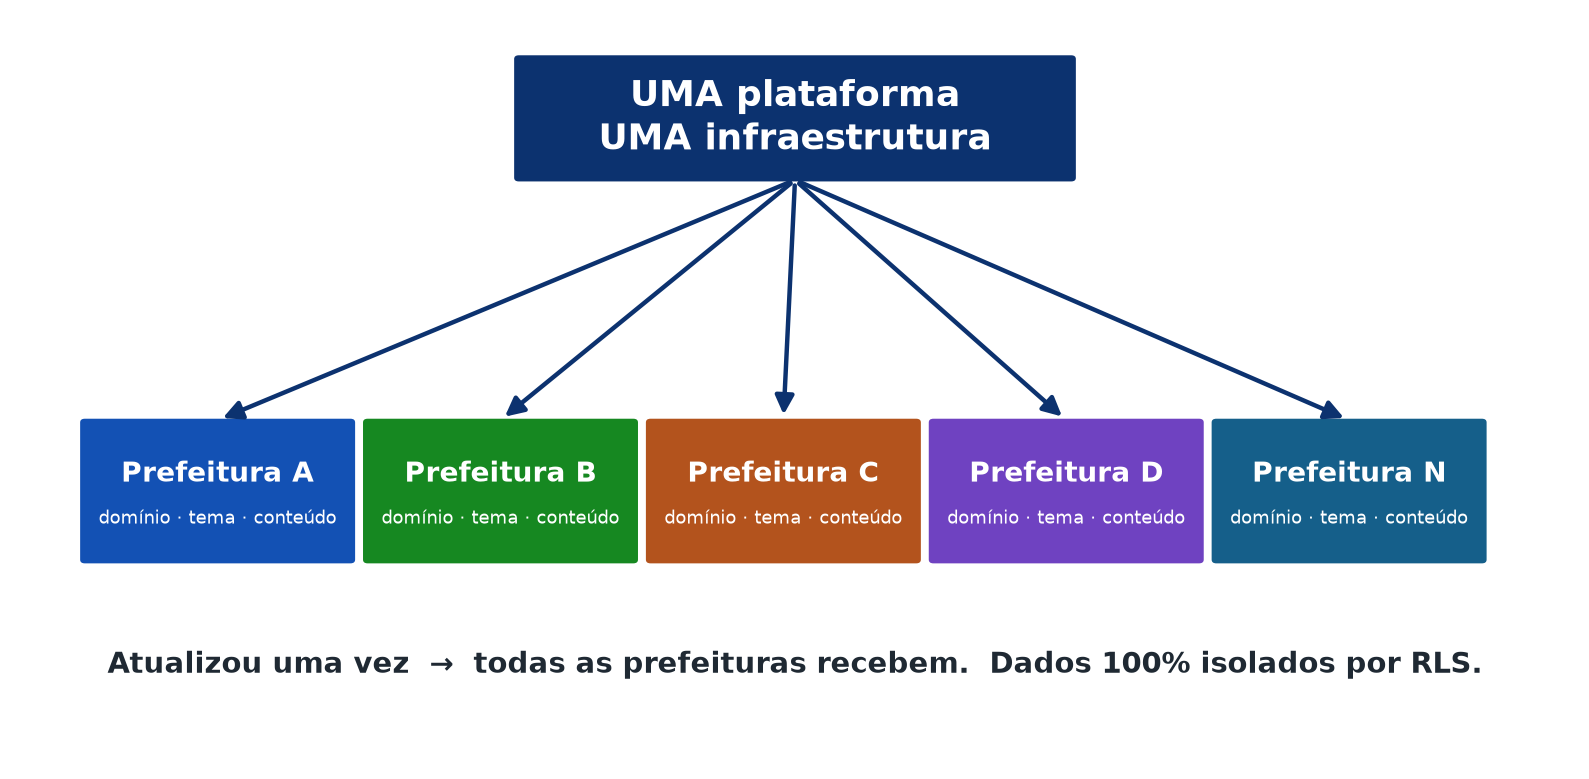 UMA plataforma
UMA infraestrutura
Prefeitura A
domínio · tema · conteúdo
Prefeitura B
domínio · tema · conteúdo
Prefeitura C
domínio · tema · conteúdo
Prefeitura D
domínio · tema · conteúdo
Prefeitura N
domínio · tema · conteúdo
Atualizou uma vez → todas as prefeituras recebem. Dados 100% isolados por RLS.